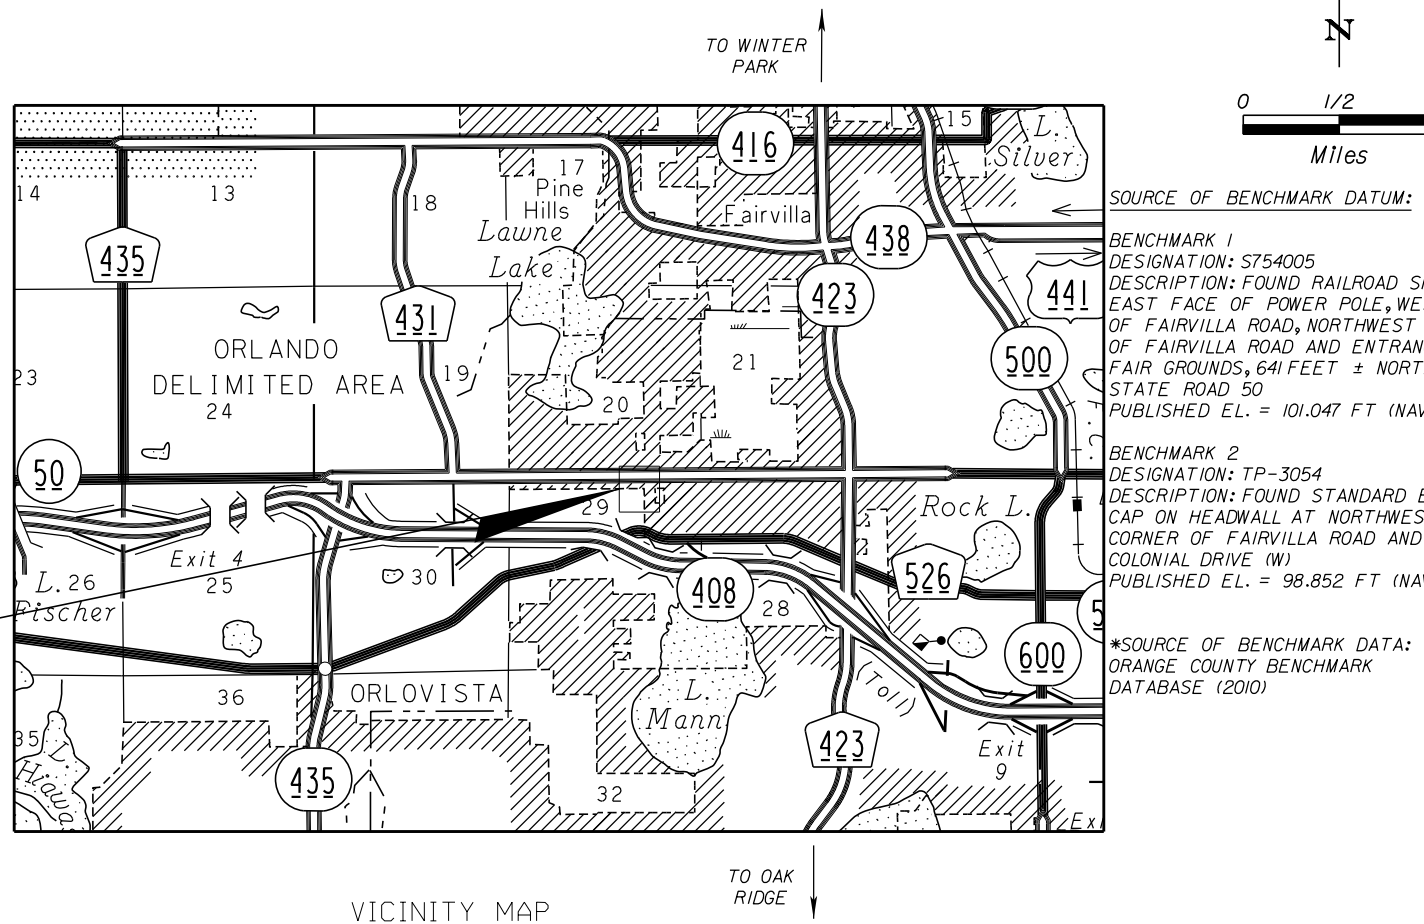 TO WINTER
PARK
N
0 1/2
Miles
15
L.
Silver
416
17
Pine
Hills
14
13
18
Fairvilla
438
435
Lawne
Lake
431
423
441
ORLANDO
DELIMITED AREA
23
24
19
20
21
500
50
29
Rock L.
Exit 4
L. 26
Fischer
25
30
408
28
526
600
(Toll)
36
ORLOVISTA
L.
Mann
35
L.
423
Exit
9
435
32
SOURCE OF BENCHMARK DATUM:
BENCHMARK 1
DESIGNATION: S754005
DESCRIPTION: FOUND RAILROAD
EAST FACE OF POWER POLE,
OF FAIRVILLA ROAD, NORTHWEST
OF FAIRVILLA ROAD AND
FAIR GROUNDS, 641 FEET ±
STATE ROAD 50
PUBLISHED EL. = 101.047 FT
BENCHMARK 2
DESIGNATION: TP-3054
DESCRIPTION: FOUND STANDARD
CAP ON HEADWALL AT
CORNER OF FAIRVILLA ROAD AND
COLONIAL DRIVE (W)
PUBLISHED EL. = 98.852 FT
*SOURCE OF BENCHMARK DATA:
ORANGE COUNTY BENCHMARK
DATABASE (2010)
TO OAK
RIDGE
VICINITY MAP